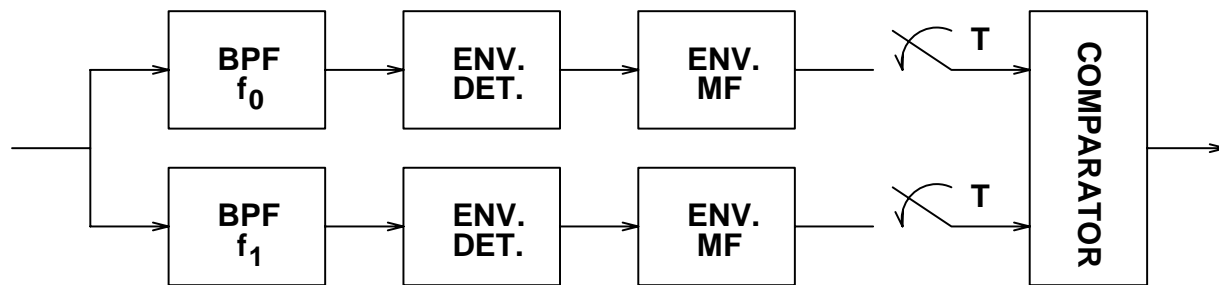 BPF
f0
ENV.
DET.
ENV.
MF
T
COMPARATOR
BPF
f1
ENV.
DET.
ENV.
MF
T